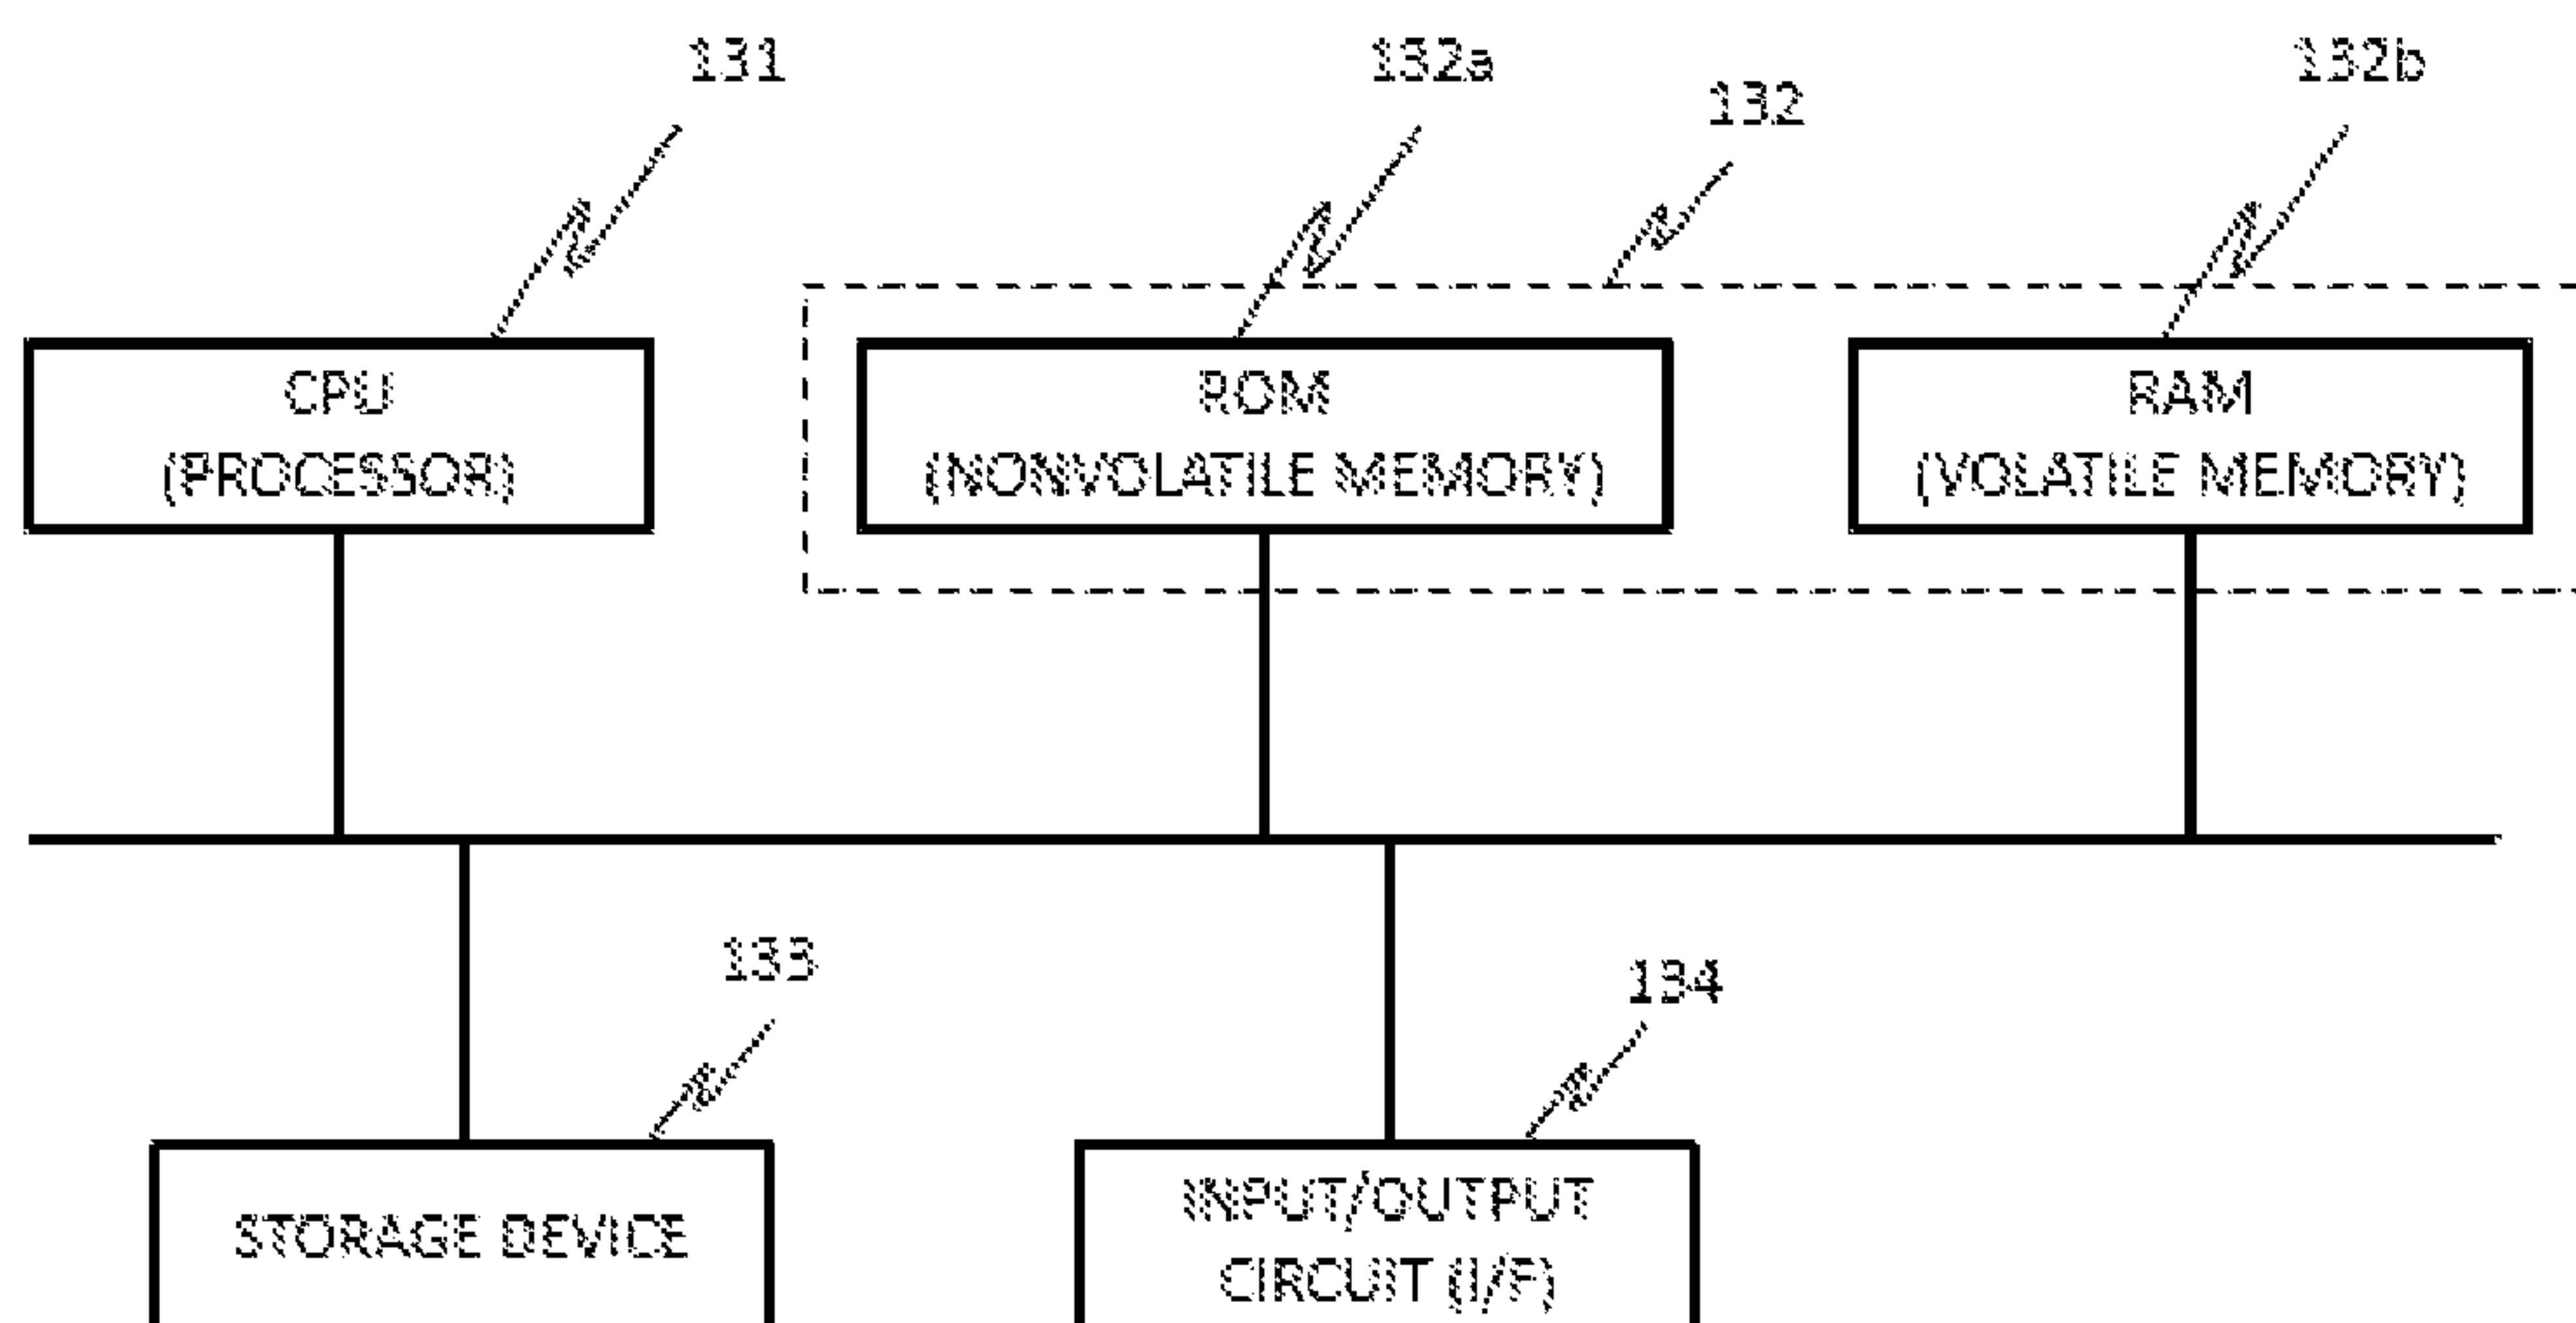 131
132a
132
132b
CPU
(PROCESSOR)
ROM
(NONVOLATILE MEMORY)
RAM
(VOLATILE MEMORY)
133
134
STORAGE DEVICE
INPUT/OUTPUT
CIRCUIT (I/F)